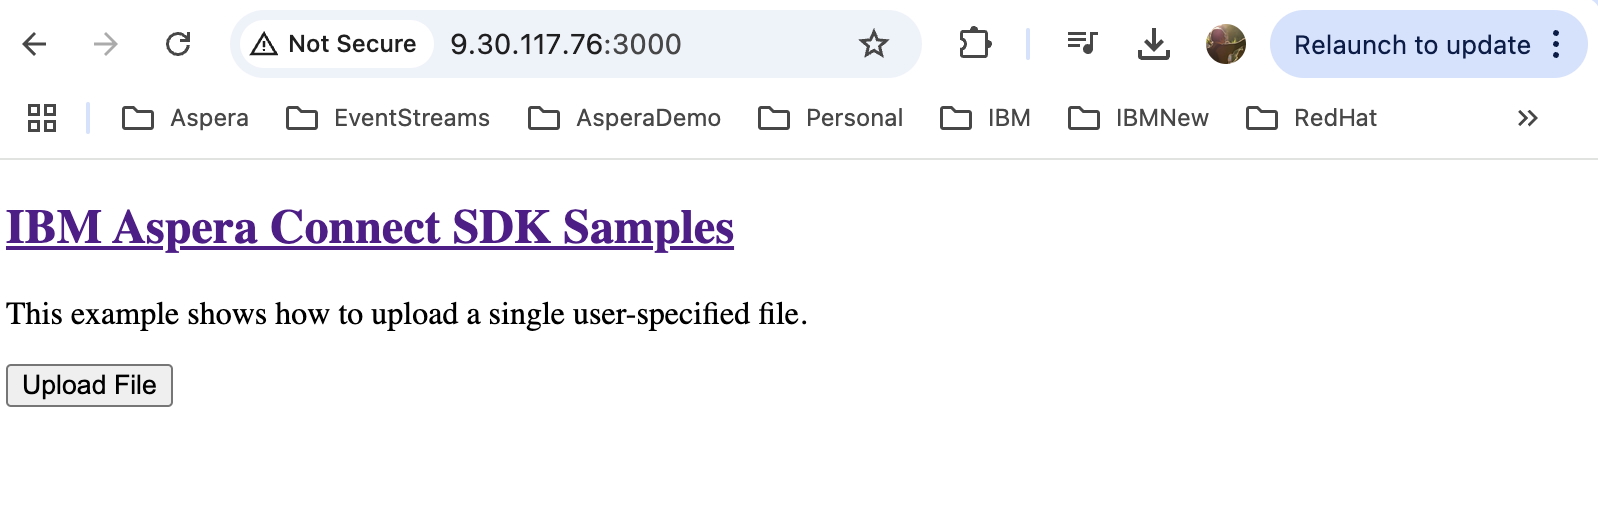 Not Secure 9.30.117.76:3000 Relaunch to update
Aspera EventStreams AsperaDemo Personal IBM IBMNew RedHat
IBM Aspera Connect SDK Samples
This example shows how to upload a single user-specified file.
Upload File